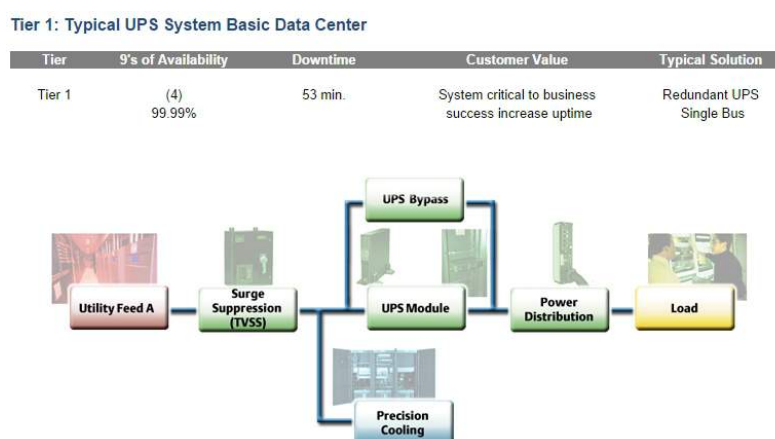 Tier 1: Typical UPS System Basic Data Center
Tier 9's of Availability Downtime Customer Value Typical Solution
Tier 1 (4) 53 min. System critical to business Redundant UPS
99.99% success increase uptime Single Bus
UPS Bypass
Utility Feed A
Surge
Suppression
(TVSS)
UPS Module
Power
Distribution
Load
Precision
Cooling